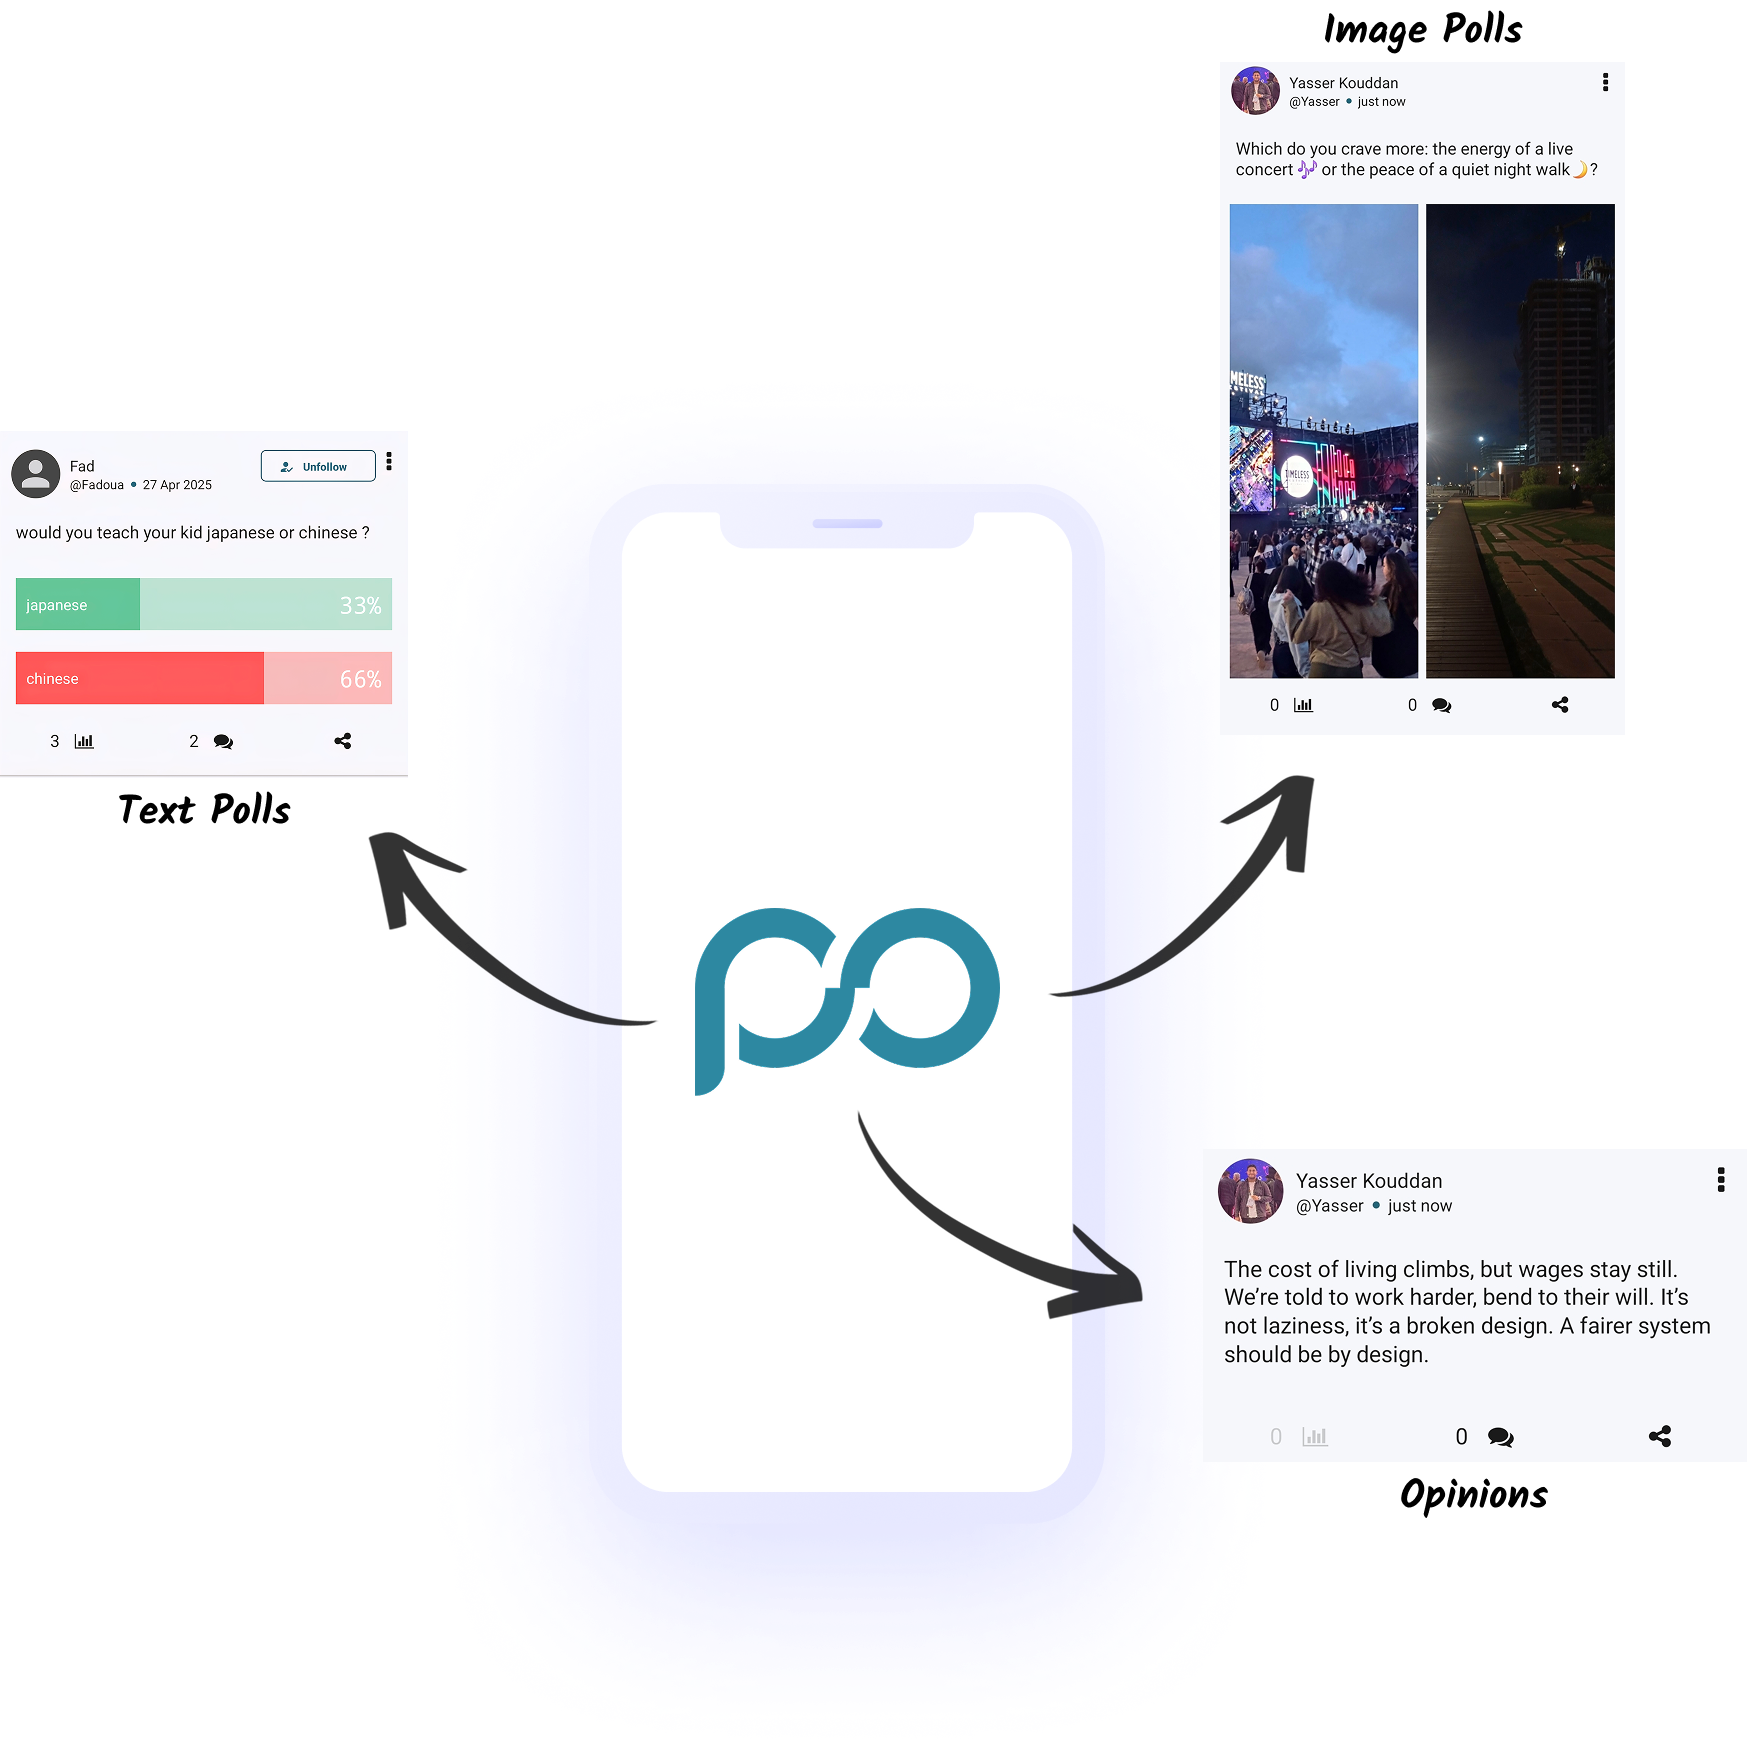 Image Polls
Yasser Kouddan
@Yasser • just now
Which do you crave more: the energy of a live
concert 🎶 or the peace of a quiet night walk🌙?
MELESS
TIMELESS
0
0
Fad
@Fadoua • 27 Apr 2025
Unfollow
would you teach your kid japanese or chinese ?
japanese 33%
chinese 66%
3
2
Text Polls
po
Yasser Kouddan
@Yasser • just now
The cost of living climbs, but wages stay still.
We’re told to work harder, bend to their will. It’s
not laziness, it’s a broken design. A fairer system
should be by design.
0
0
Opinions